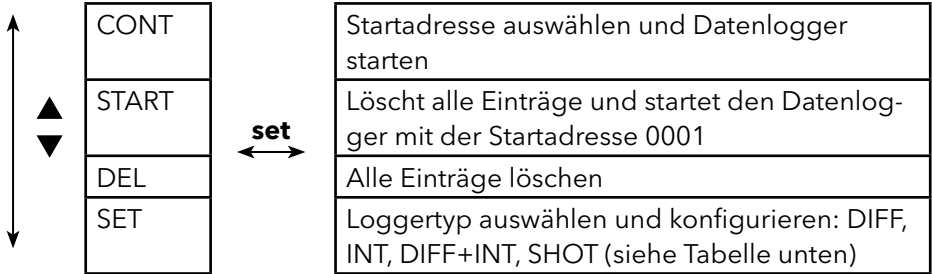 CONT
Startadresse auswählen und Datenlogger
starten
START
Löscht alle Einträge und startet den Datenlog-
ger mit der Startadresse 0001
set
DEL
Alle Einträge löschen
SET
Loggertyp auswählen und konfigurieren: DIFF,
INT, DIFF+INT, SHOT (siehe Tabelle unten)